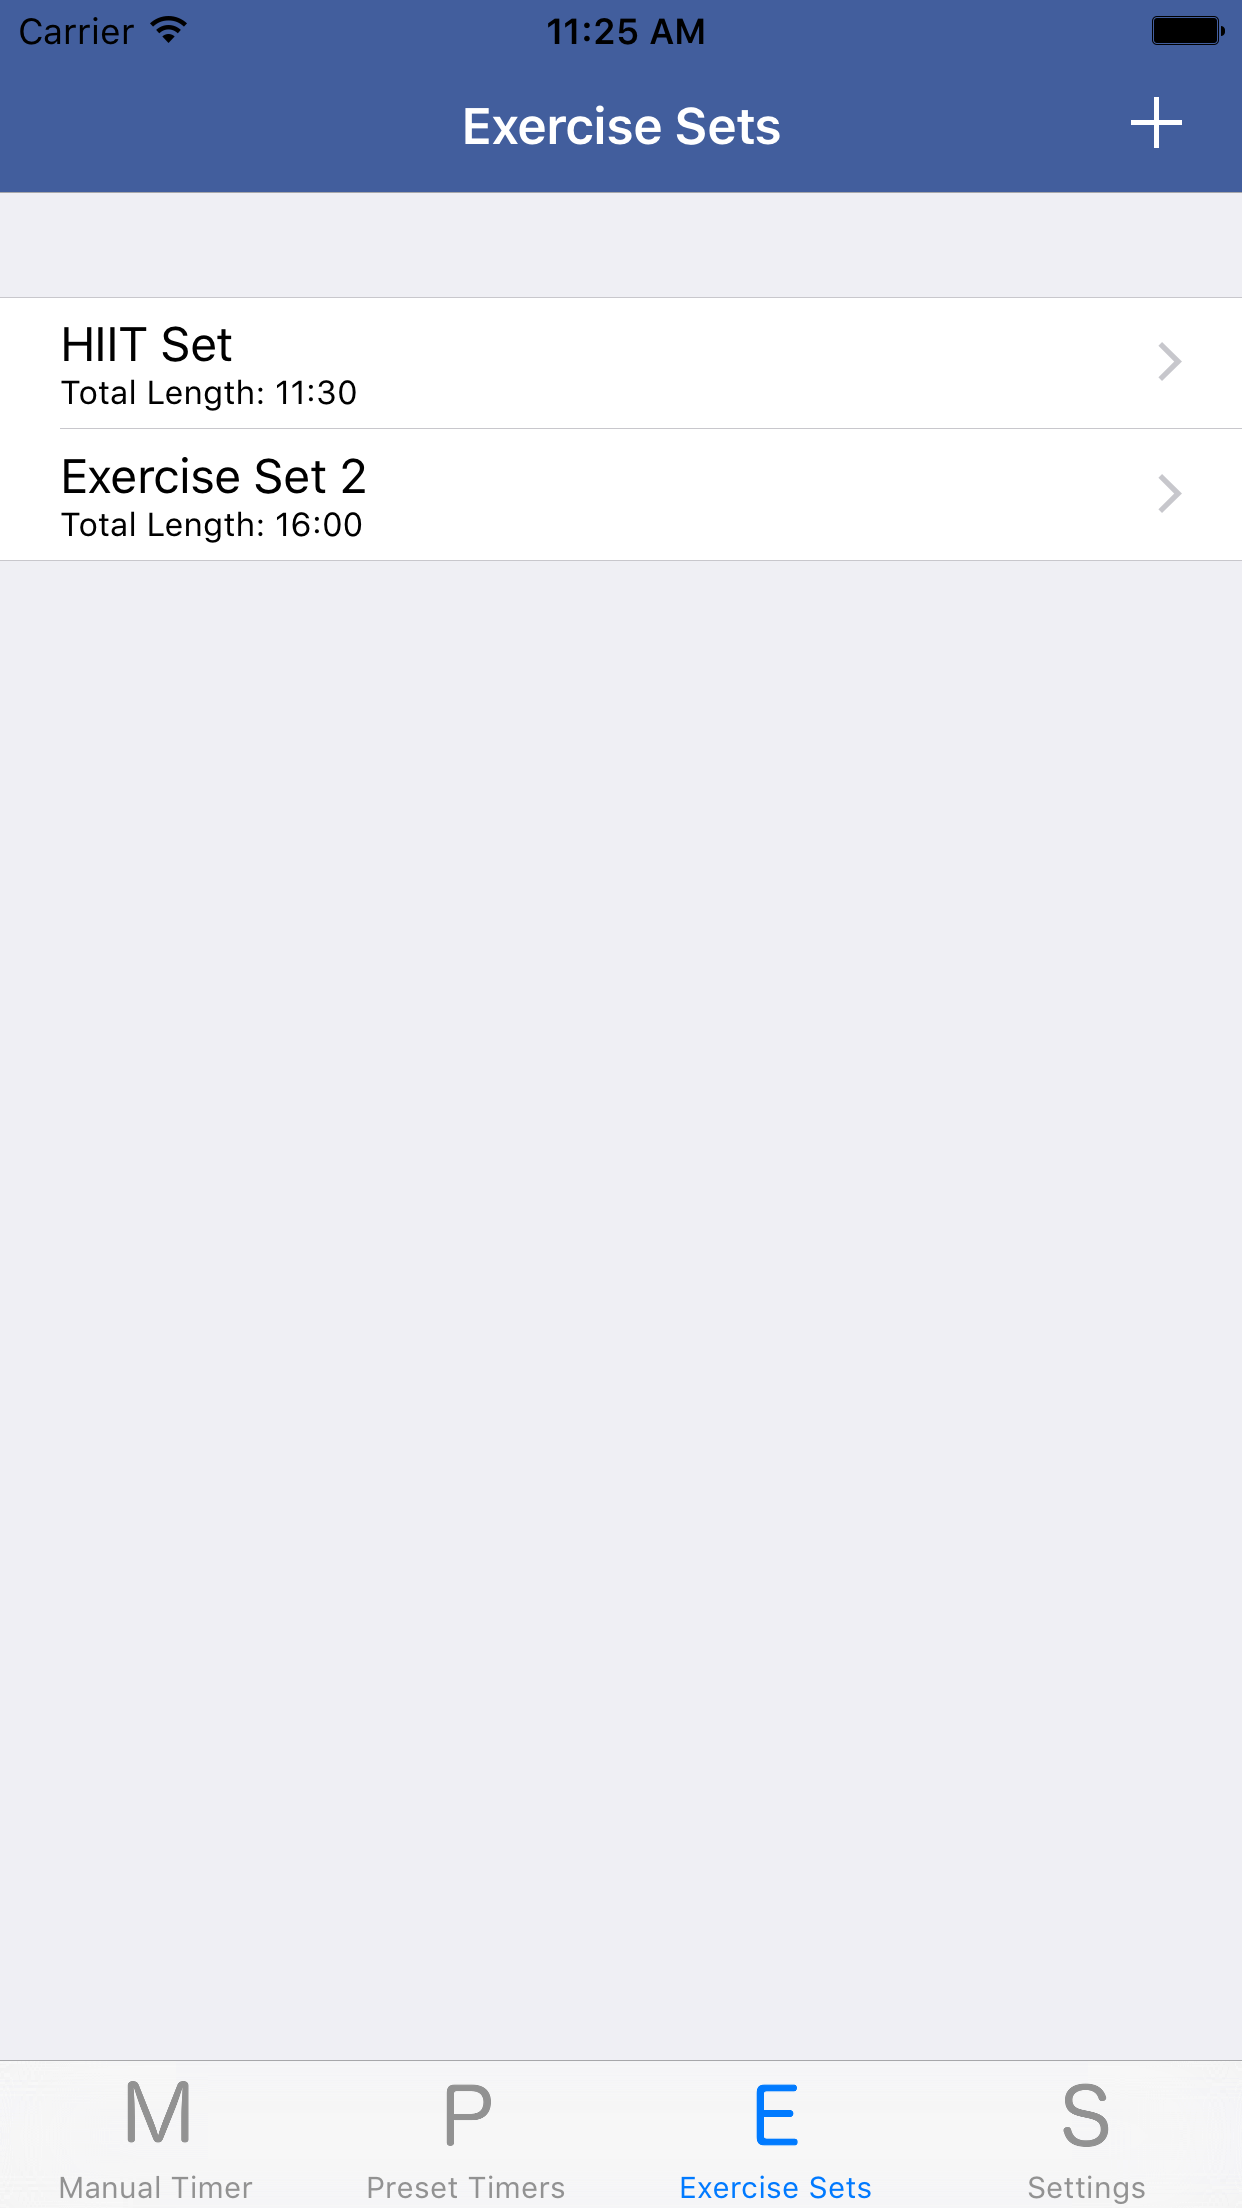 Carrier 11:25 AM
Exercise Sets
HIIT Set
Total Length: 11:30
Exercise Set 2
Total Length: 16:00
M P E S
Manual Timer Preset Timers Exercise Sets Settings